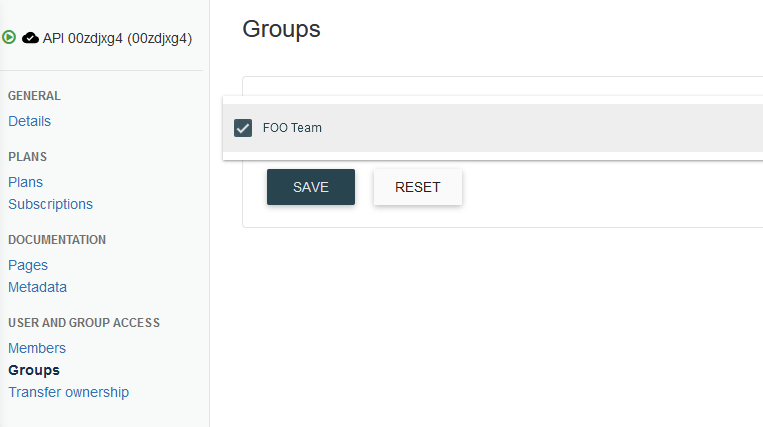 API 00zdjxg4 (00zdjxg4)
GENERAL
Details
PLANS
Plans
Subscriptions
DOCUMENTATION
Pages
Metadata
USER AND GROUP ACCESS
Members
Groups
Transfer ownership
Groups
FOO Team
SAVE RESET